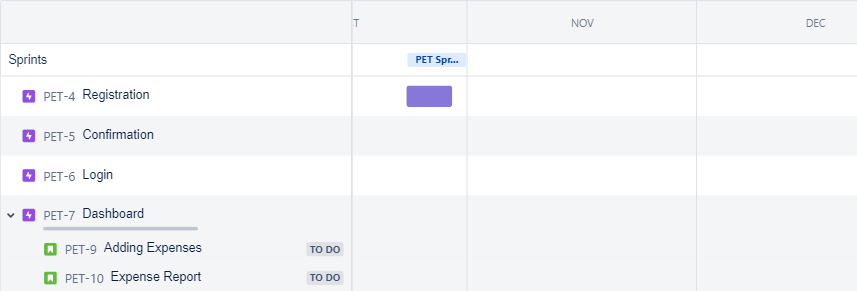 T NOV DEC
Sprints PET Spr...
PET-4 Registration
PET-5 Confirmation
PET-6 Login
PET-7 Dashboard
PET-9 Adding Expenses TO DO
PET-10 Expense Report TO DO